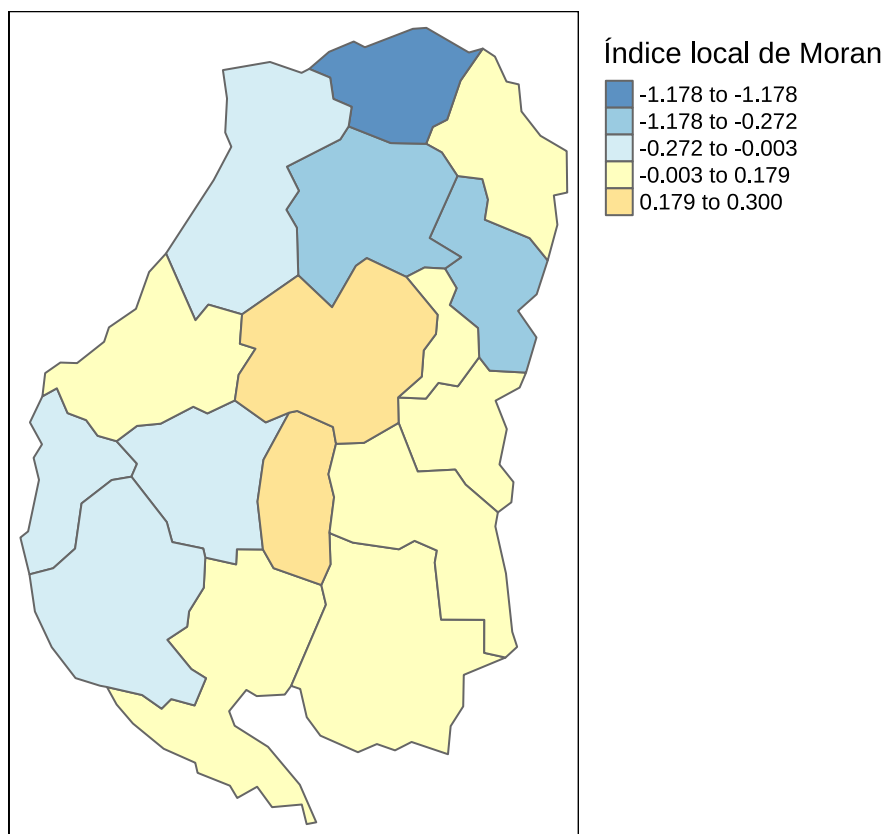 Índice local de Moran
-1.178 to -1.178
-1.178 to -0.272
-0.272 to -0.003
-0.003 to 0.179
0.179 to 0.300